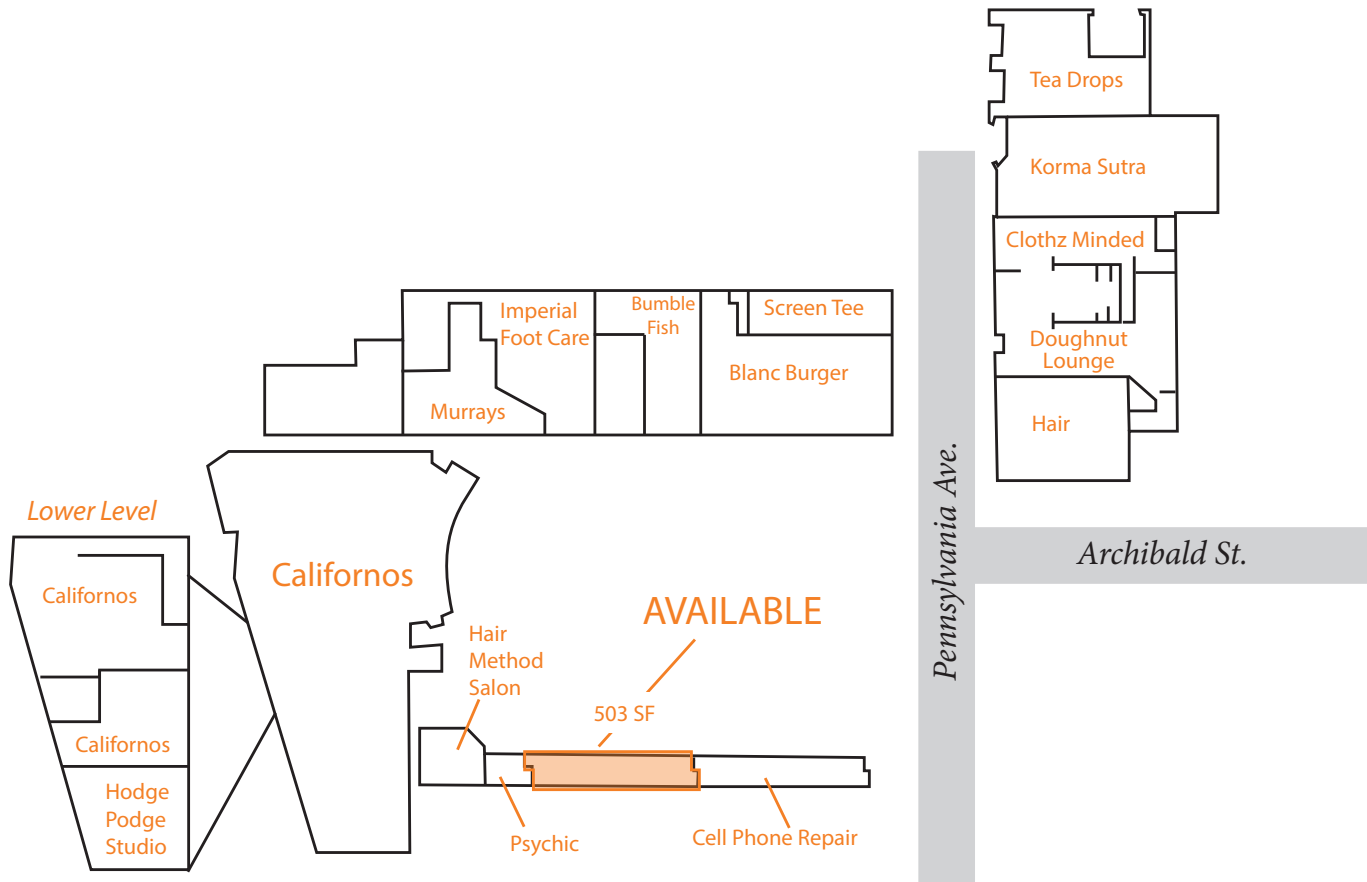 Tea Drops
Korma Sutra
Clothz Minded
Doughnut
Lounge
Hair
Imperial
Foot Care
Bumble
Fish
Screen Tee
Blanc Burger
Murrays
Pennsylvania Ave.
Archibald St.
Lower Level
Californos
Californos
Californos
Hodge
Podge
Studio
AVAILABLE
503 SF
Hair
Method
Salon
Psychic
Cell Phone Repair